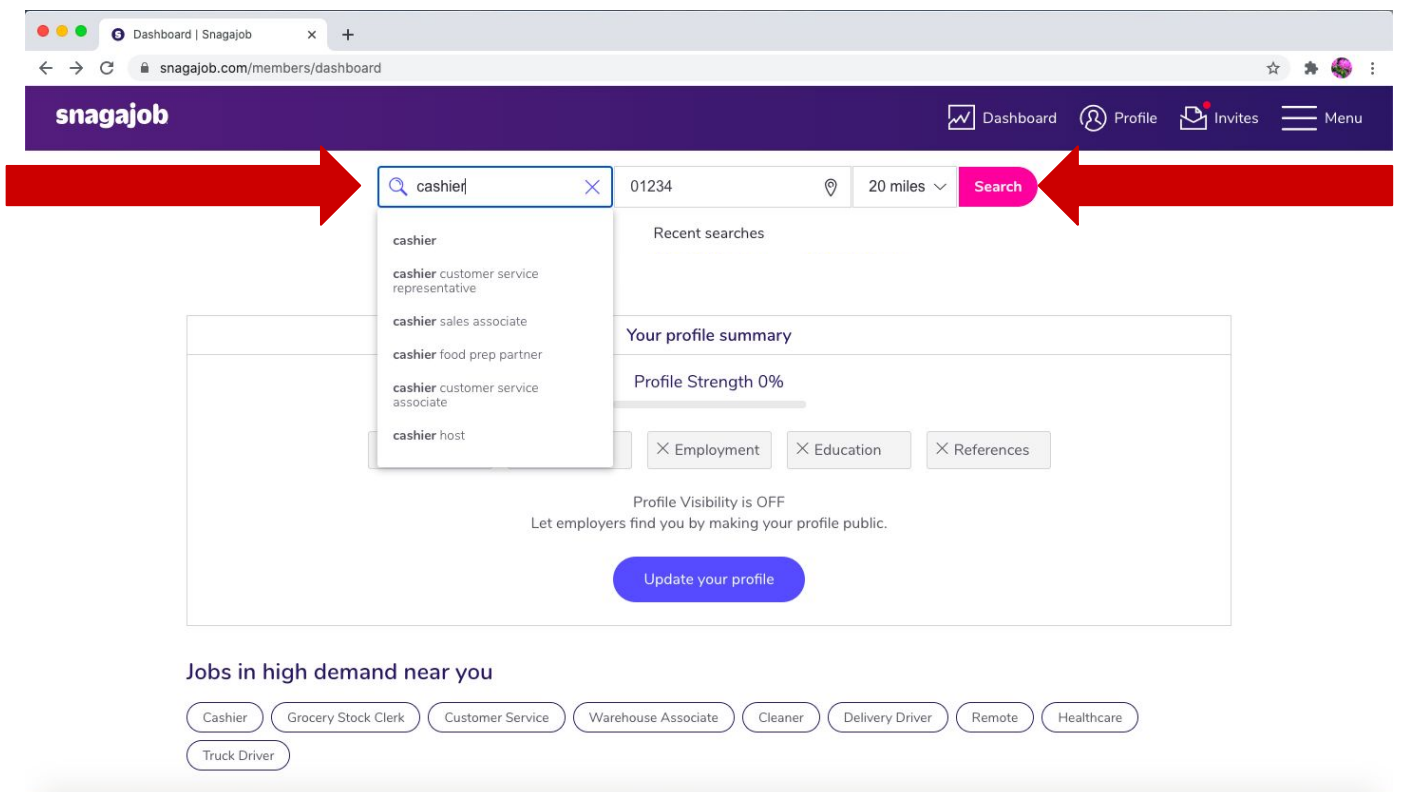 Dashboard | Snagajob
snagajob.com/members/dashboard
snagajob
Dashboard
Profile
Invites
Menu
cashier
01234
20 miles
Search
Recent searches
cashier
cashier customer service
representative
cashier sales associate
cashier food prep partner
cashier customer service
associate
cashier host
Your profile summary
Profile Strength 0%
Employment
Education
References
Profile Visibility is OFF
Let employers find you by making your profile public.
Update your profile
Jobs in high demand near you
Cashier
Grocery Stock Clerk
Customer Service
Warehouse Associate
Cleaner
Delivery Driver
Remote
Healthcare
Truck Driver